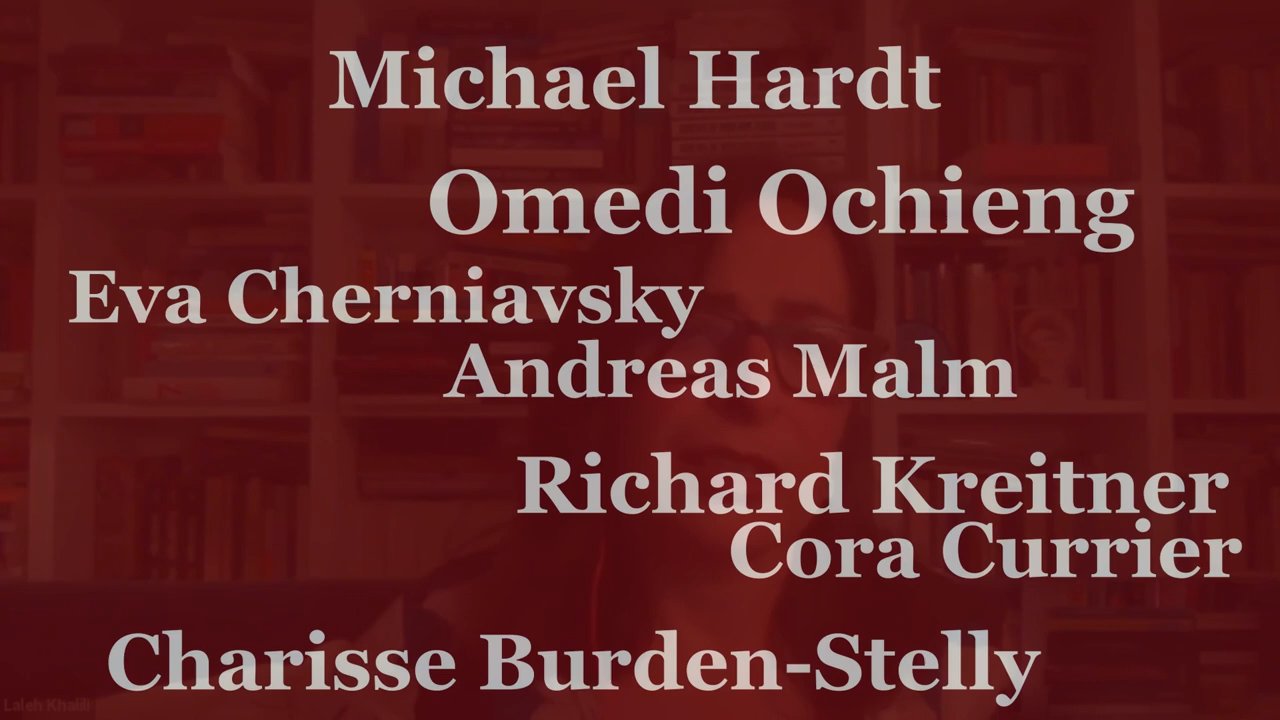 Michael Hardt
Omedi Ochieng
Eva Cherniavsky
Andreas Malm
Richard Kreitner
Cora Currier
Charisse Burden-Stelly
Laleh Khalili